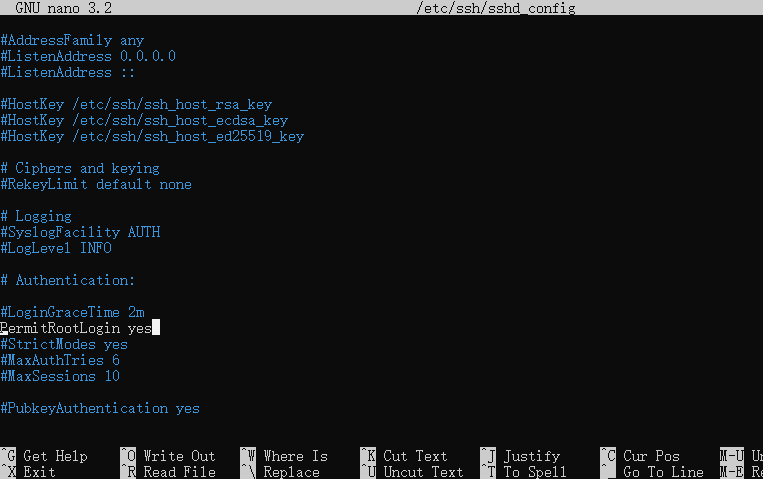 GNU nano 3.2 /etc/ssh/sshd_config
#AddressFamily any
#ListenAddress 0.0.0.0
#ListenAddress ::
#HostKey /etc/ssh/ssh_host_rsa_key
#HostKey /etc/ssh/ssh_host_ecdsa_key
#HostKey /etc/ssh/ssh_host_ed25519_key
# Ciphers and keying
#RekeyLimit default none
# Logging
#SyslogFacility AUTH
#LogLevel INFO
# Authentication:
#LoginGraceTime 2m
PermitRootLogin yes
#StrictModes yes
#MaxAuthTries 6
#MaxSessions 10
#PubkeyAuthentication yes
^G Get Help ^O Write Out ^W Where Is ^K Cut Text ^J Justify ^C Cur Pos M-U
^X Exit ^R Read File ^\ Replace ^U Uncut Text ^T To Spell ^_ Go To Line M-E